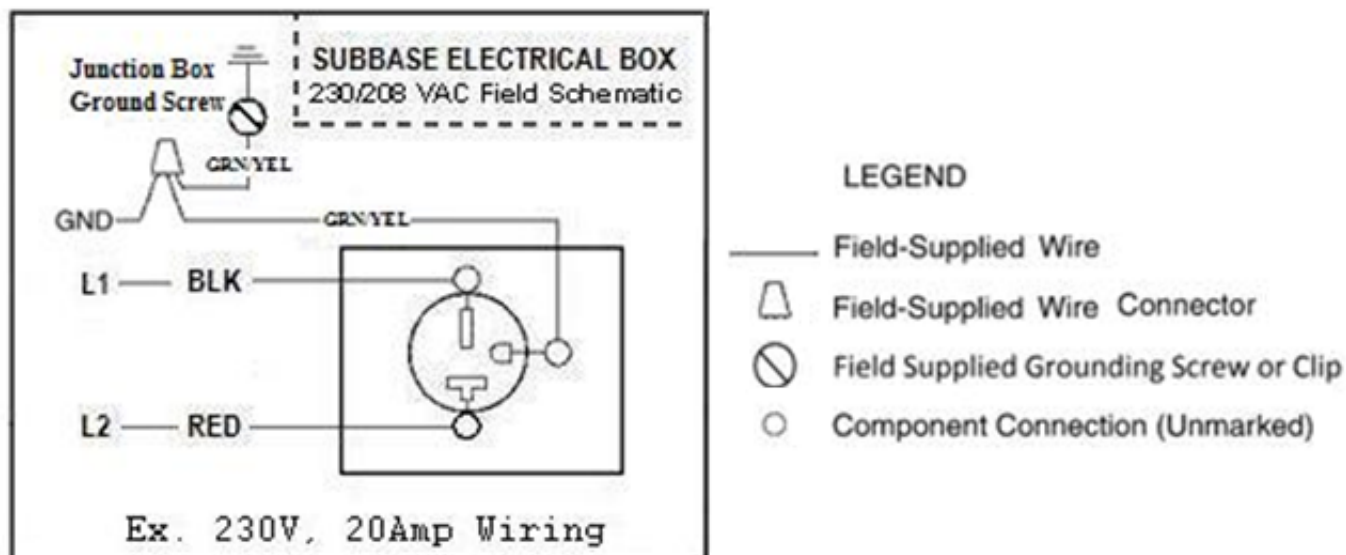 SUBBASE ELECTRICAL BOX
230/208 VAC Field Schematic
Junction Box
Ground Screw
GRN/YEL
GND
GRN/YEL
L1
BLK
L2
RED
Ex. 230V, 20Amp Wiring
LEGEND
Field-Supplied Wire
Field-Supplied Wire Connector
Field Supplied Grounding Screw or Clip
Component Connection (Unmarked)